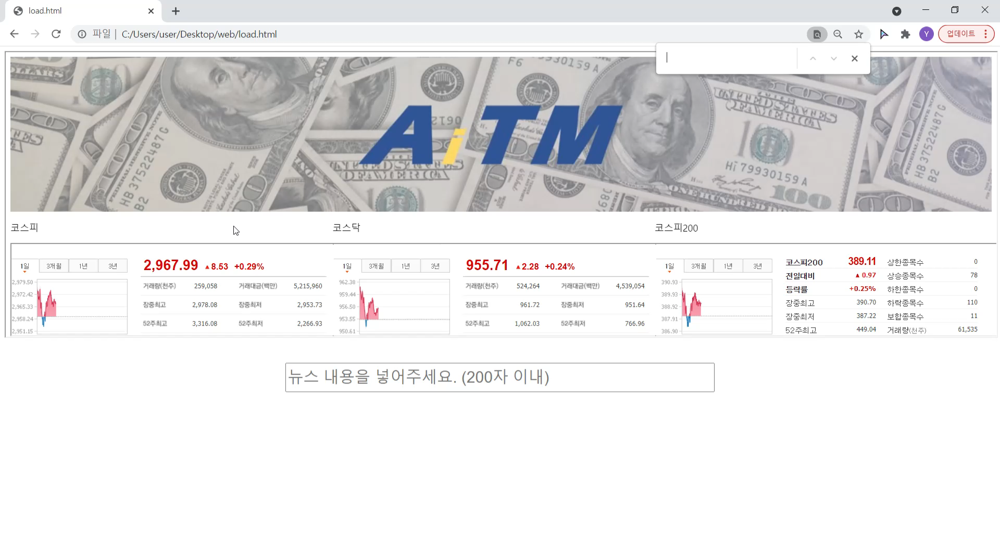 load.html
파일 | C:/Users/user/Desktop/web/load.html
Y
업데이트
AiTM
F6
HB 37522487 G
B2
Hi 79930159 A
100
HB 37522487 G
B2
코스피 코스닥 코스피200
1일 3개월 1년 3년
2,967.99 ▲8.53 +0.29%
2,979.50
2,972.42
2,965.33
2,958.24
2,951.15
거래량(천주) 259,058 거래대금(백만) 5,215,960
장중최고 2,978.08 장중최저 2,953.73
52주최고 3,316.08 52주최저 2,266.93
1일 3개월 1년 3년
955.71 ▲2.28 +0.24%
962.38
959.44
956.50
953.55
950.61
거래량(천주) 524,264 거래대금(백만) 4,539,054
장중최고 961.72 장중최저 951.64
52주최고 1,062.03 52주최저 766.96
1일 3개월 1년 3년
390.93
389.93
388.92
387.91
386.90
코스피200 389.11 상한종목수 0
전일대비 ▲ 0.97 상승종목수 78
등락률 +0.25% 하한종목수 0
장중최고 390.70 하락종목수 110
장중최저 387.22 보합종목수 11
52주최고 449.04 거래량(천주) 61,535
뉴스 내용을 넣어주세요. (200자 이내)